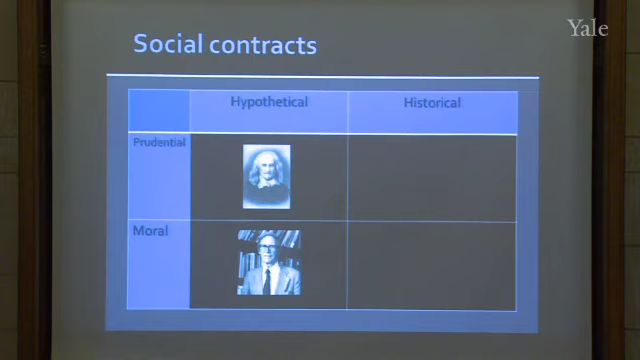 Yale
Social contracts
Hypothetical Historical
Prudential
Moral